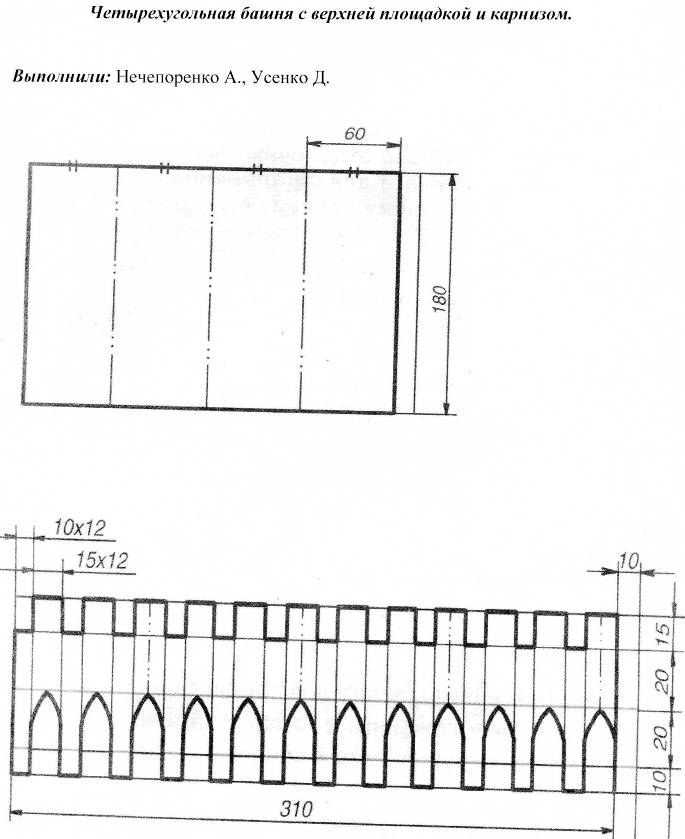 Четырехугольная башня с верхней площадкой и карнизом.
Выполнили: Нечепоренко А., Усенко Д.
60
180
10x12
15x12
10
15
20
20
10
310